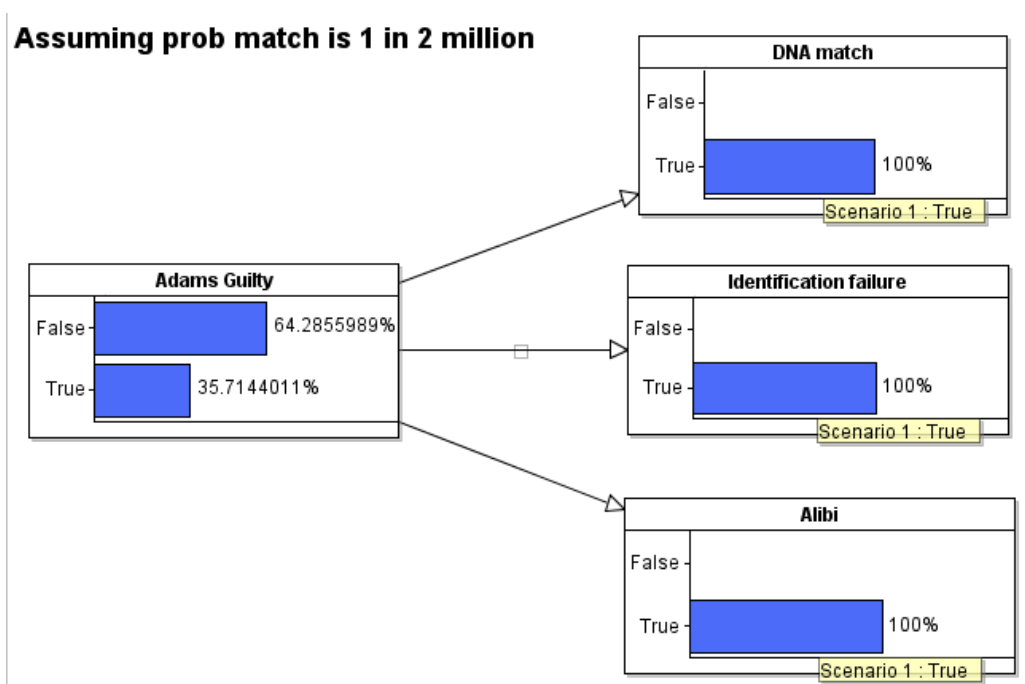 Assuming prob match is 1 in 2 million
DNA match
False
True
100%
Scenario 1 : True
Adams Guilty
False
64.2855989%
True
35.7144011%
Identification failure
False
True
100%
Scenario 1 : True
Alibi
False
True
100%
Scenario 1 : True